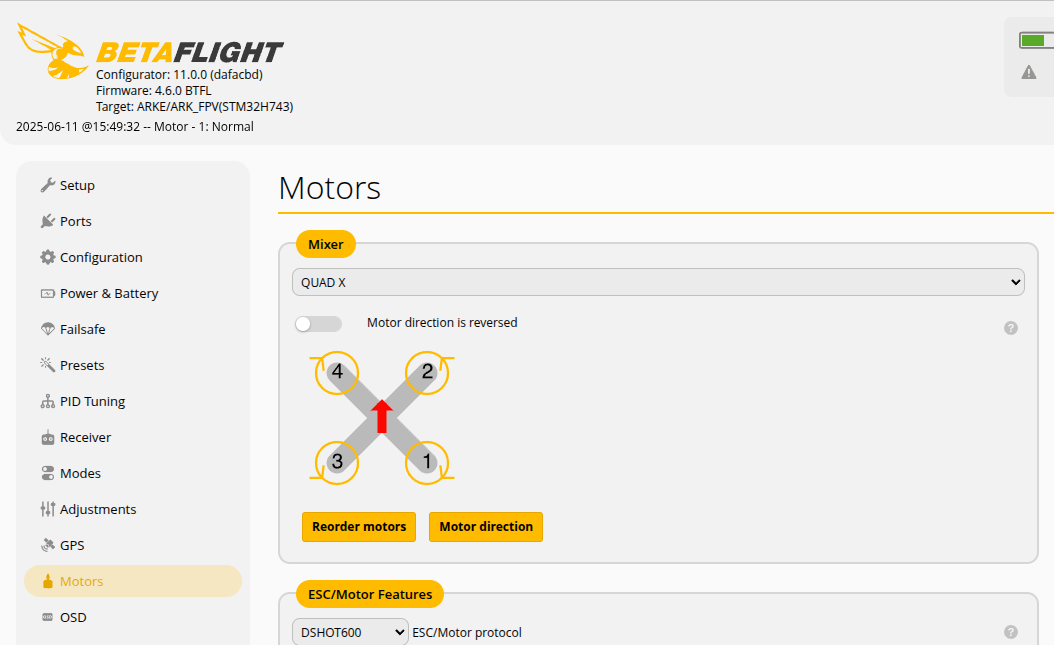 BETAFLIGHT
Configurator: 11.0.0 (dafacbd)
Firmware: 4.6.0 BTFL
Target: ARKE/ARK_FPV(STM32H743)
2025-06-11 @15:49:32 -- Motor - 1: Normal
Setup
Ports
Configuration
Power & Battery
Failsafe
Presets
PID Tuning
Receiver
Modes
Adjustments
GPS
Motors
OSD
Motors
Mixer
QUAD X
Motor direction is reversed
?
4 2
3 1
Reorder motors Motor direction
ESC/Motor Features
DSHOT600 ESC/Motor protocol
?